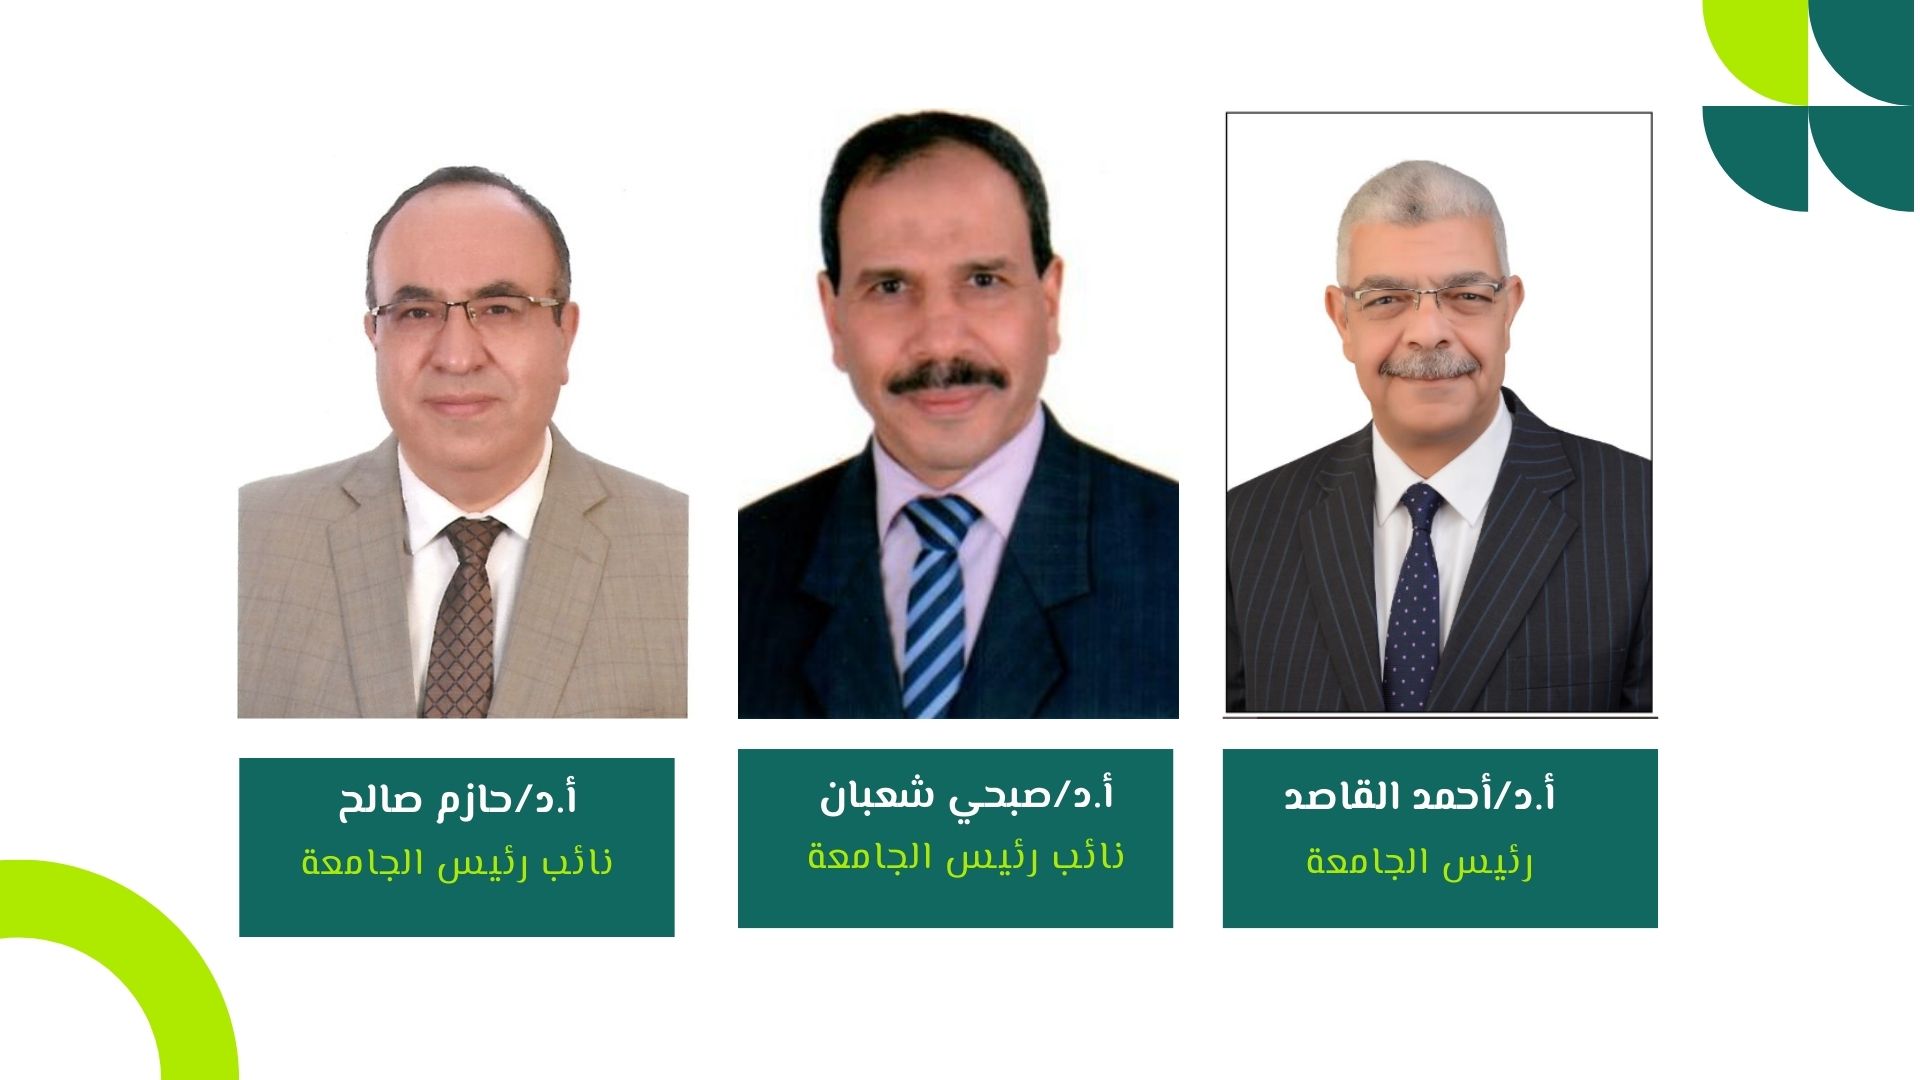 أ.د/أحمد القاصد
رئيس الجامعة
أ.د/صبحي شعبان
نائب رئيس الجامعة
أ.د/حازم صالح
نائب رئيس الجامعة